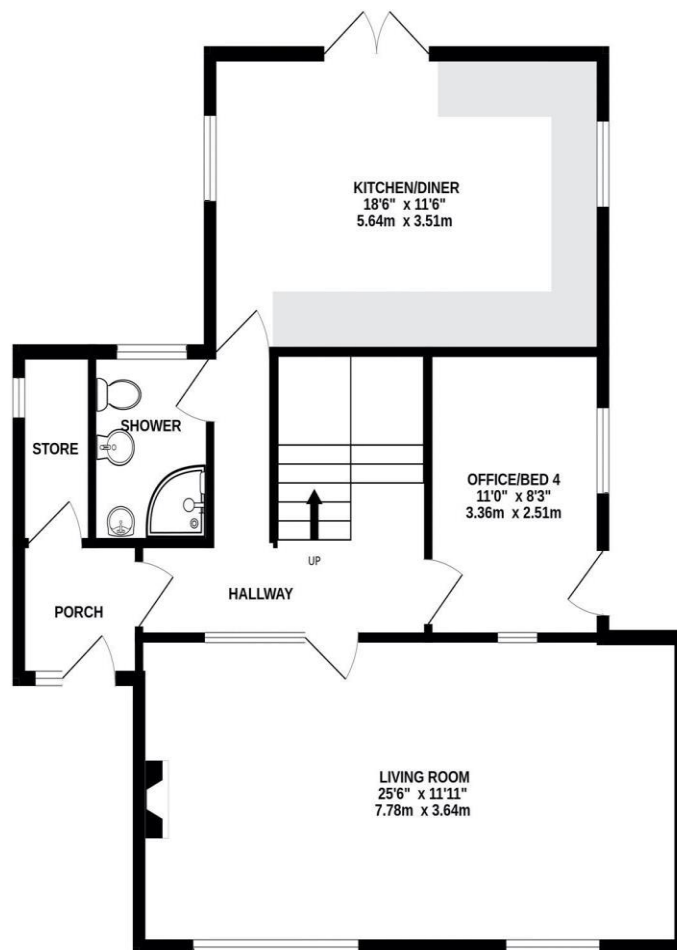 KITCHEN/DINER
18'6" x 11'6"
5.64m x 3.51m
SHOWER
STORE
OFFICE/BED 4
11'0" x 8'3"
3.36m x 2.51m
UP
HALLWAY
PORCH
LIVING ROOM
25'6" x 11'11"
7.78m x 3.64m